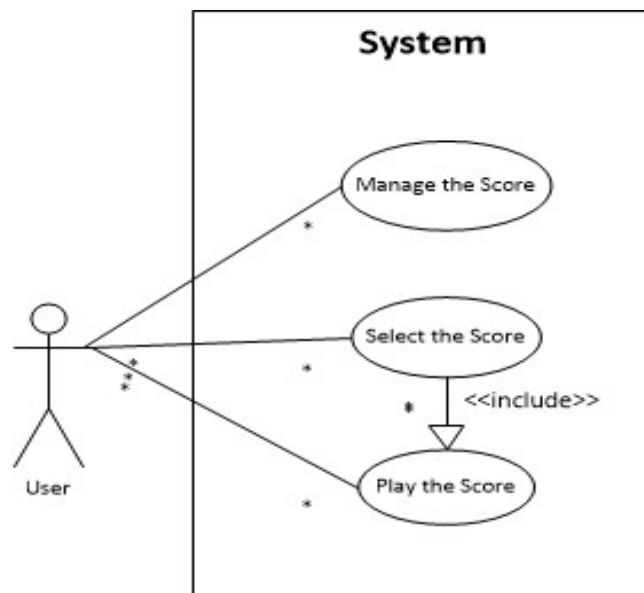 System
Manage the Score
*
Select the Score
*
*
*
*
* <<include>>
User
Play the Score
*